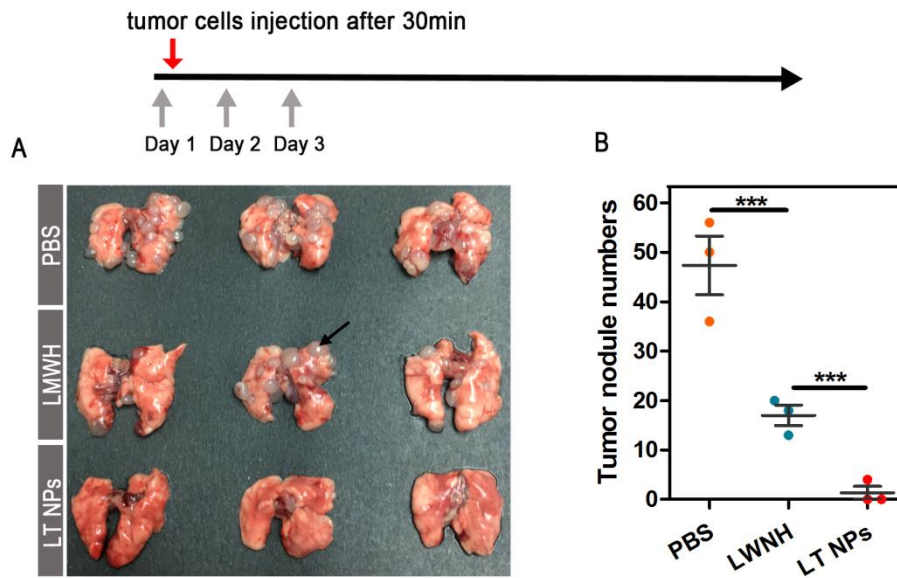 tumor cells injection after 30min
Day 1 Day 2 Day 3
A
PBS
LMWH
LT NPs
B
Tumor nodule numbers
60
50
40
30
20
10
0
***
***
PBS LWNH LT NPs